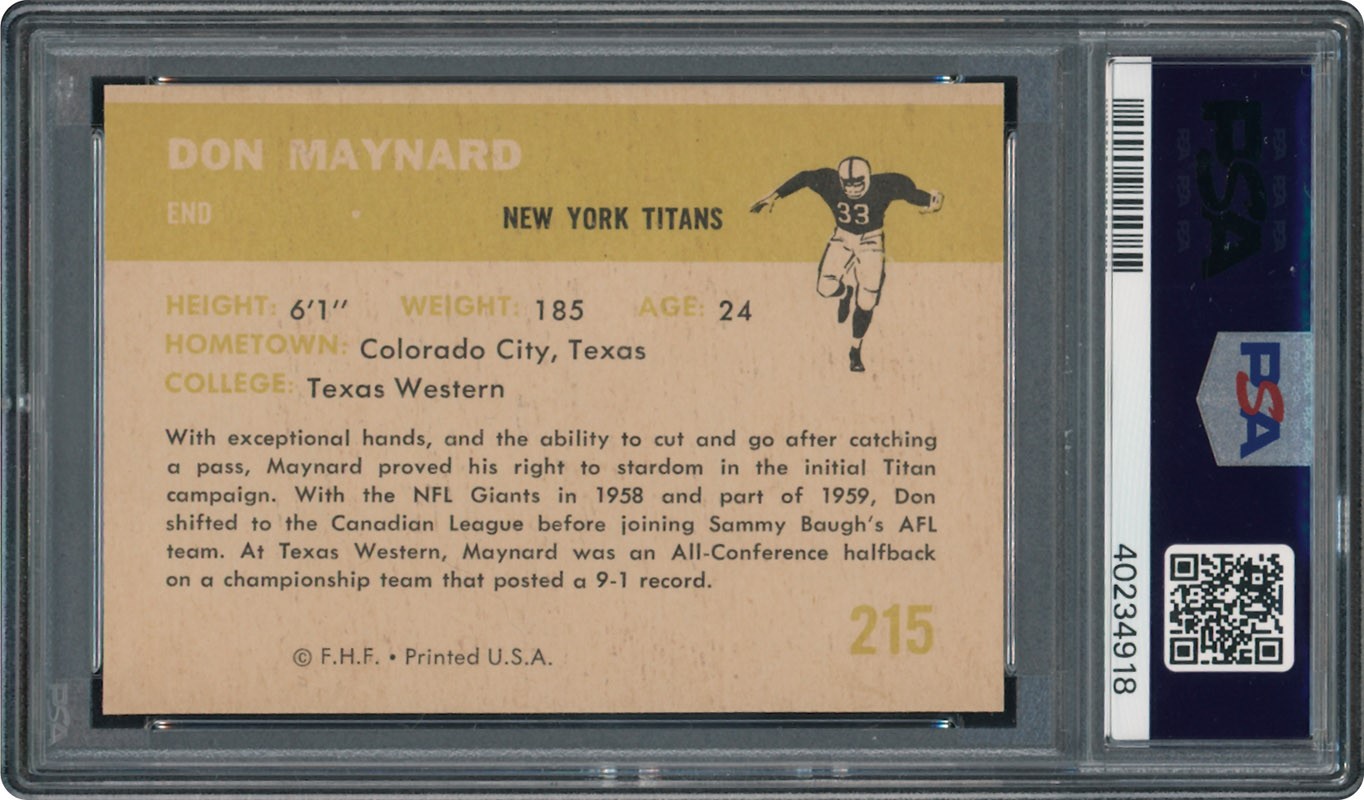 DON MAYNARD
END
NEW YORK TITANS
33
HEIGHT: 6'1" WEIGHT: 185 AGE: 24
HOMETOWN: Colorado City, Texas
COLLEGE: Texas Western
With exceptional hands, and the ability to cut and go after catching
a pass, Maynard proved his right to stardom in the initial Titan
campaign. With the NFL Giants in 1958 and part of 1959, Don
shifted to the Canadian League before joining Sammy Baugh's AFL
team. At Texas Western, Maynard was an All-Conference halfback
on a championship team that posted a 9-1 record.
215
© F.H.F. • Printed U.S.A.
PSA
PSA
40234918
PSA